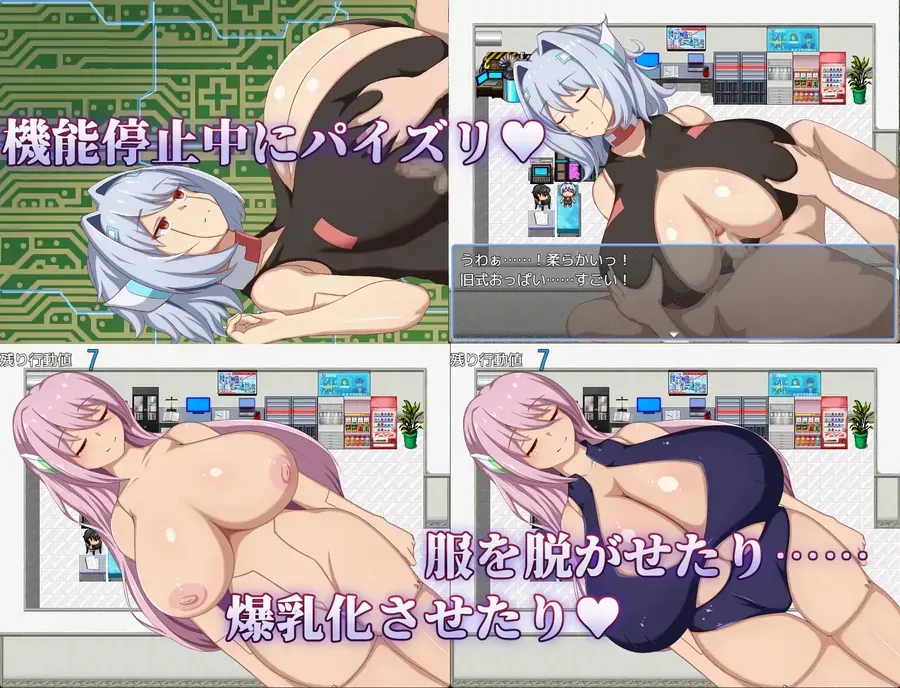 機能停止中にパイズリ♥
うわぁ……！柔らかいっ！
旧式おっぱい……すごい！
残り行動値 7
残り行動値 7
服を脱がせたり……
爆乳化させたり♥